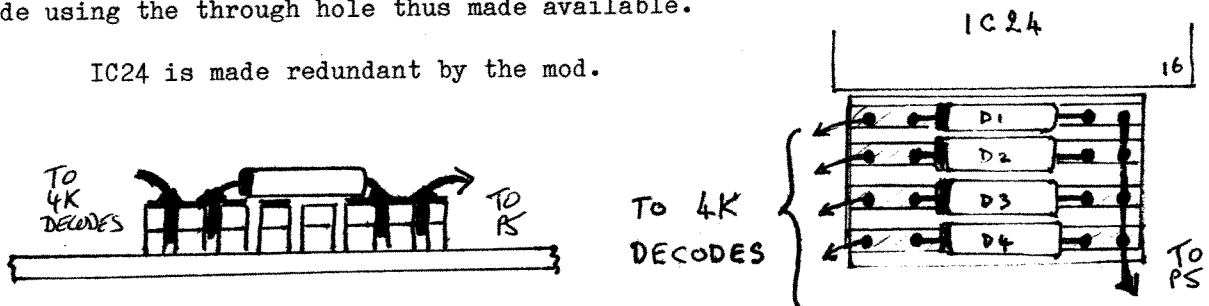 de using the through hole thus made available.
IC24 is made redundant by the mod.
TO
4K
DECODES
TO
PS
IC24
16
D1
D2
D3
D4
TO 4K
DECODES
TO
PS